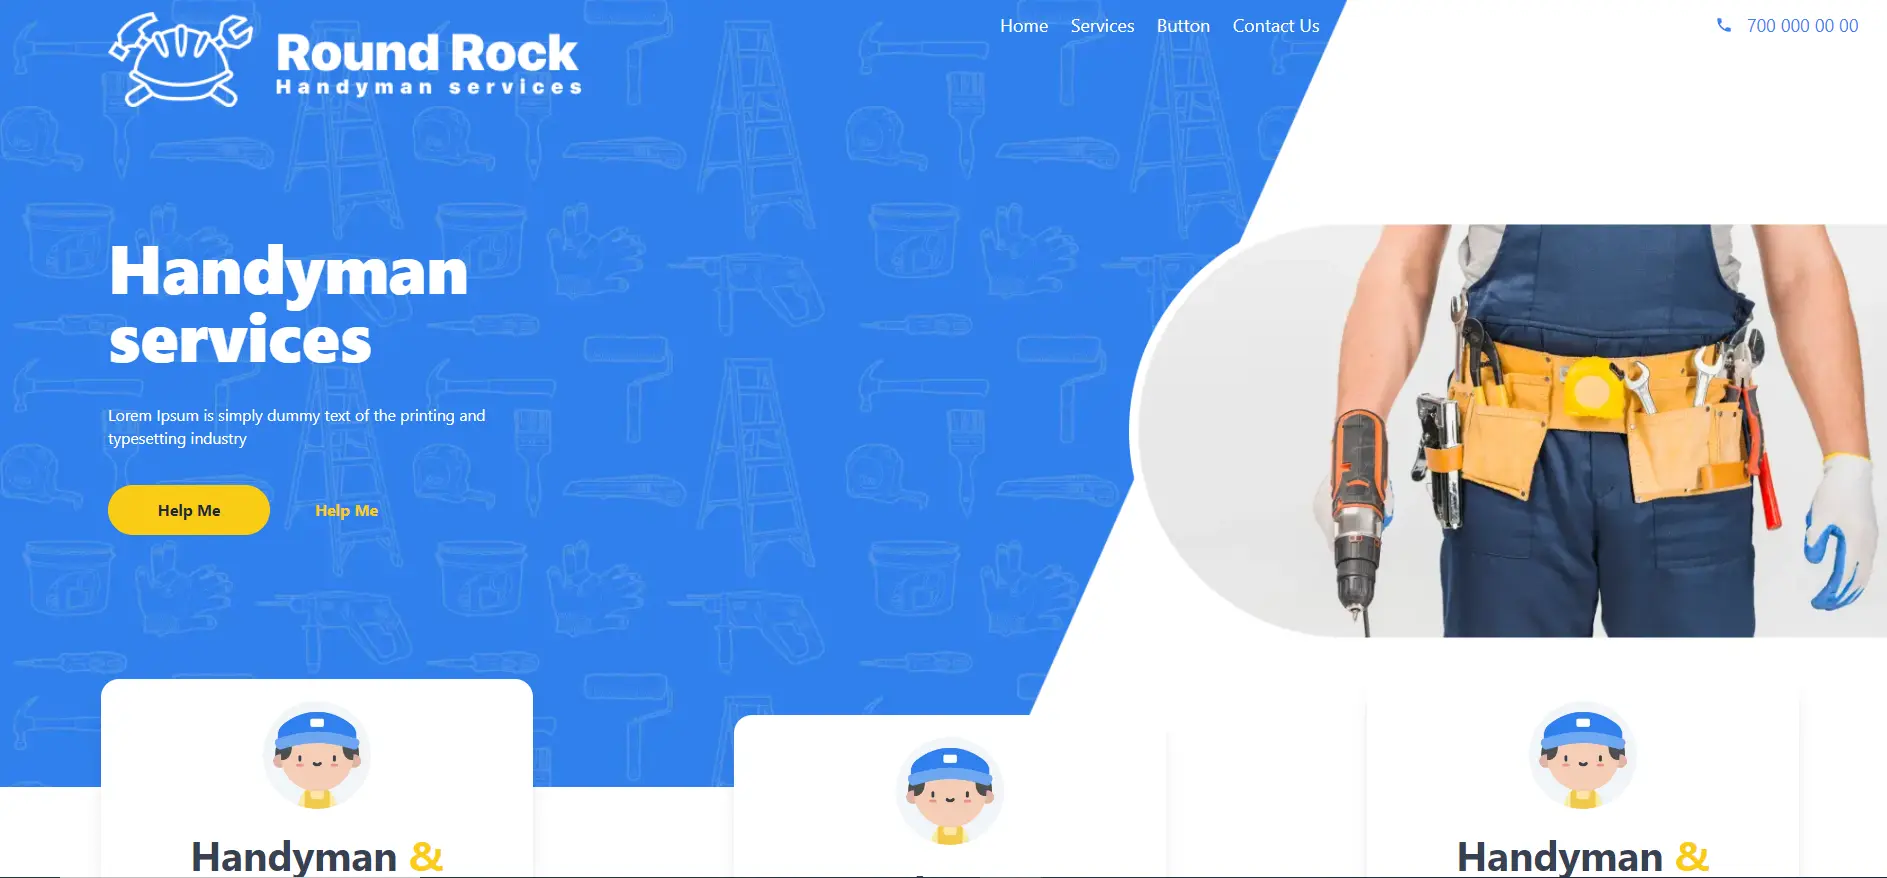 Round Rock
Handyman services
Home Services Button Contact Us
700 000 00 00
Handyman
services
Lorem Ipsum is simply dummy text of the printing and
typesetting industry
Help Me Help Me
Handyman &
Handyman &